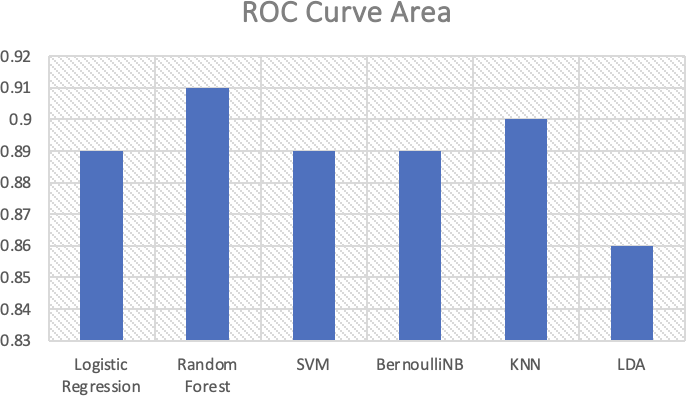 ROC Curve Area
0.92
0.91
0.9
0.89
0.88
0.87
0.86
0.85
0.84
0.83
Logistic Regression
Random Forest
SVM
BernoulliNB
KNN
LDA